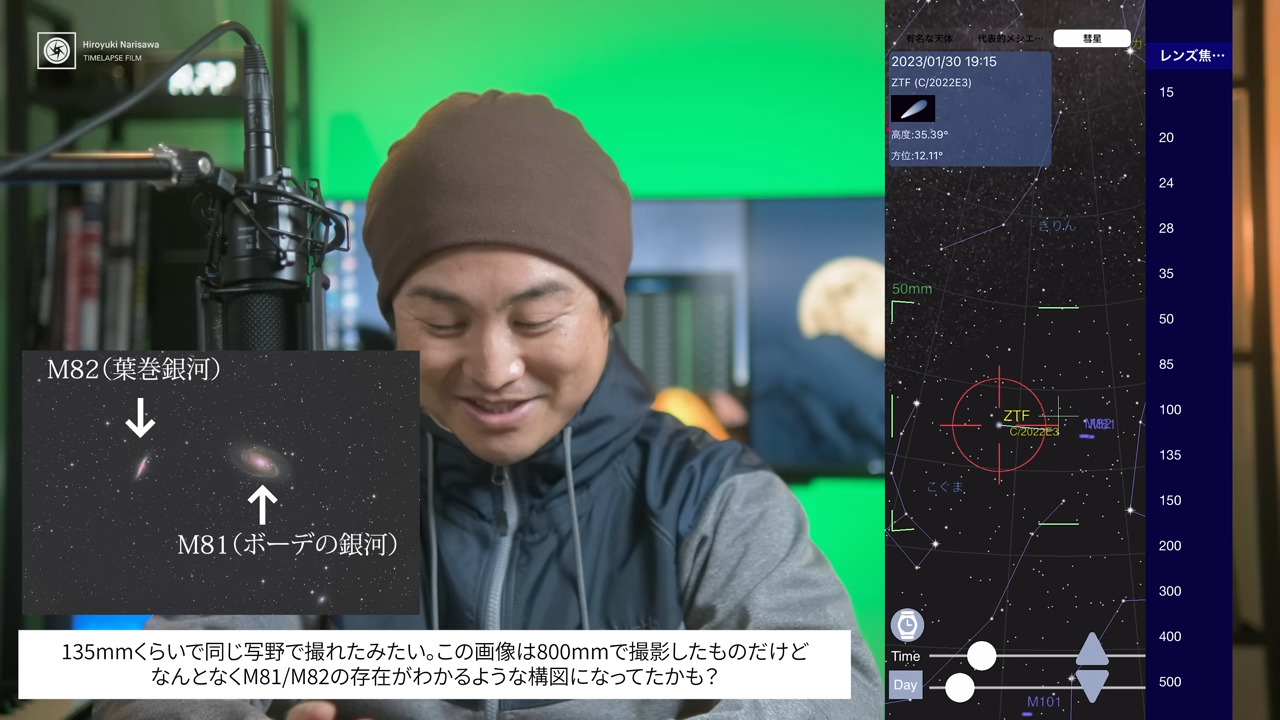 Hiroyuki Narisawa
TIMELAPSE FILM
APP
M82(葉巻銀河)
M81(ボーデの銀河)
135mmくらいで同じ写野で撮れたみたい。この画像は800mmで撮影したものだけど
なんとなくM81/M82の存在がわかるような構図になってたかも?
有名な天体
代表的メシエ…
彗星
2023/01/30 19:15
ZTF (C/2022E3)
高度:35.39°
方位:12.11°
きりん
50mm
ZTF
C/2022E3
こぐま
Time
Day
M101
レンズ焦…
15
20
24
28
35
50
85
100
135
150
200
300
400
500